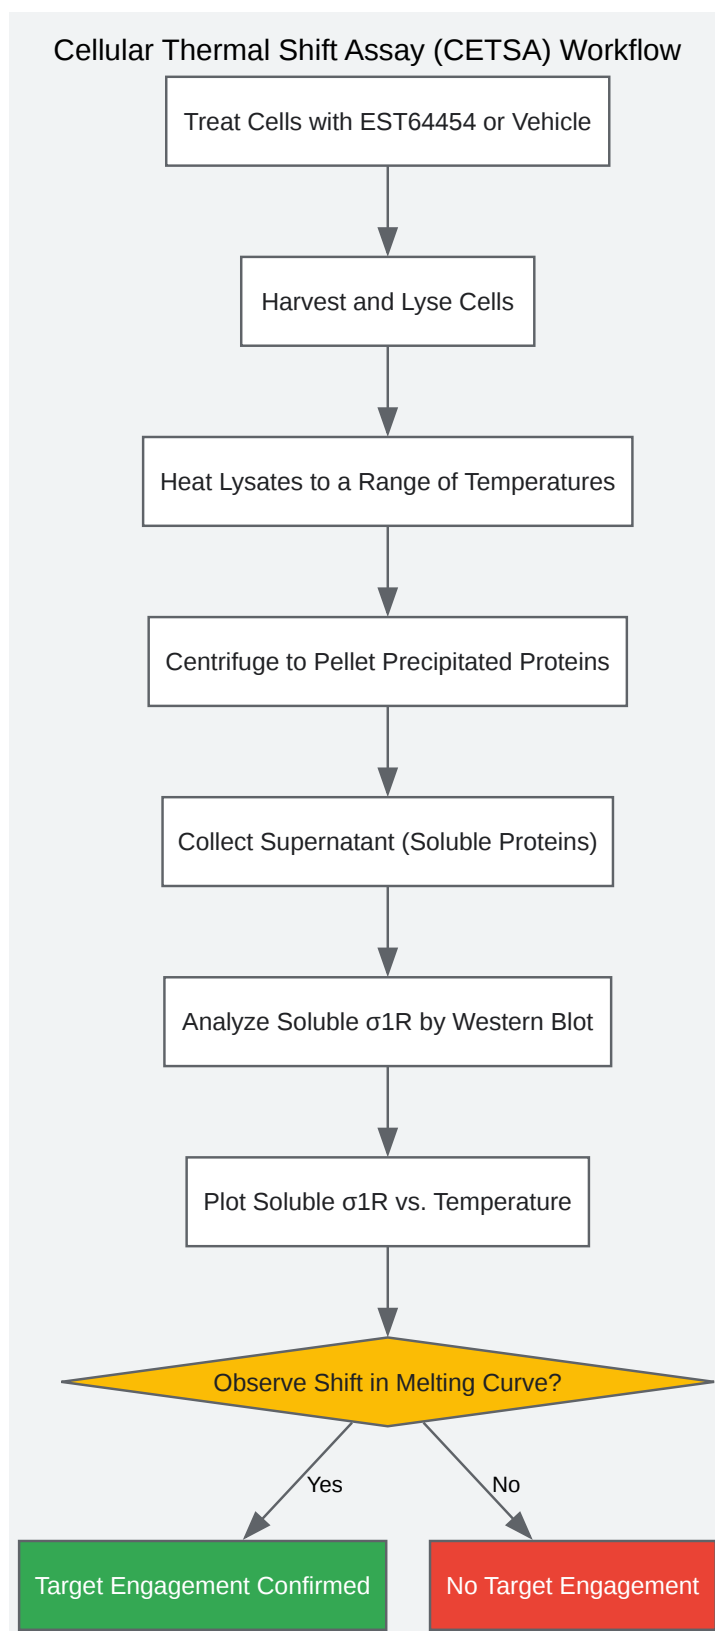 Cellular Thermal Shift Assay (CETSA) Workflow
Treat Cells with EST64454 or Vehicle
Harvest and Lyse Cells
Heat Lysates to a Range of Temperatures
Centrifuge to Pellet Precipitated Proteins
Collect Supernatant (Soluble Proteins)
Analyze Soluble σ1R by Western Blot
Plot Soluble σ1R vs. Temperature
Observe Shift in Melting Curve?
Yes
No
Target Engagement Confirmed
No Target Engagement